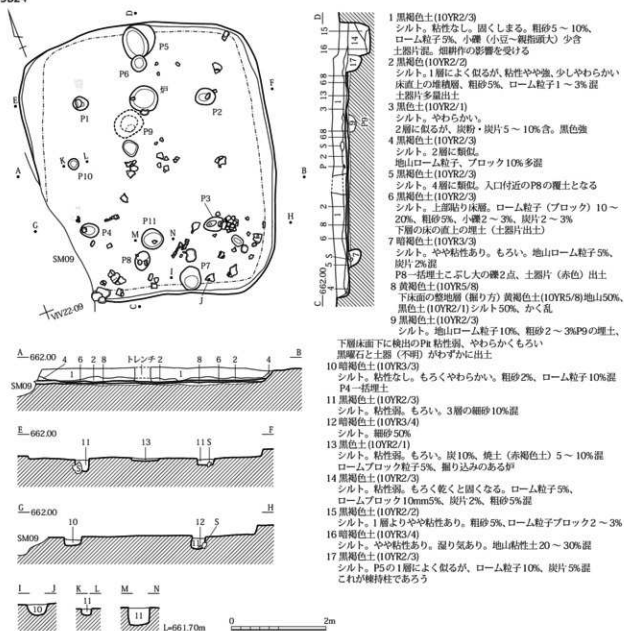 SB24
1 黒褐色土(10YR2/3)
シルト。粘性なし。固くしまる。粗砂5～10%、
ローム粒子5%、小礫（小豆～親指頭大）少含
土器片混。畑耕作の影響を受ける
2 黒褐色(10YR2/2)
シルト。1層によく似るが、粘性やや強、少しやわらかい
床直上の堆積層、粗砂5%、ローム粒子1～3%混
土器片多量出土
3 黒色土(10YR2/1)
シルト。やわらかい。
2層に似るが、炭粉・炭片5～10%含。黒色強
4 黒褐色土(10YR2/3)
シルト。2層に類似。
地山ローム粒子、ブロック10%多混
5 黒褐色土(10YR2/3)
シルト。4層に類似。入口付近のP8の覆土となる
6 黒褐色土(10YR2/3)
シルト。上部貼り床層。ローム粒子（ブロック）10～
20%、粗砂5%、小礫2～3%、炭片2～3%
下層の床の直上の埋土（土器片出土）
7 暗褐色土(10YR3/3)
シルト。やや粘性あり。もろい。地山ローム粒子5%、
炭片2%混
P8一括埋土こぶし大の礫2点、土器片（赤色）出土
8 黄褐色土(10YR5/8)
下床面の整地層（掘り方）黄褐色土(10YR5/8)地山50%、
黒色土(10YR2/1)シルト50%、かく乱
9 黒褐色土(10YR2/3)
シルト。地山ローム粒子10%、粗砂2～3%P9の埋土、
下層床面下に検出のPit 粘性弱、やわらかくもろい
黒曜石と土器（不明）がわずかに出土
10 暗褐色土(10YR3/3)
シルト。粘性なし。もろくやわらかい。粗砂2%、ローム粒子10%混
P4一括埋土
11 黒褐色土(10YR2/3)
シルト。粘性弱。もろい。3層の細砂10%混
12 暗褐色土(10YR3/4)
シルト。細砂50%
13 黒色土(10YR2/1)
シルト。粘性弱。もろい。炭10%、焼土（赤褐色土）5～10%混
ロームブロック粒子5%、掘り込みのある炉
14 黒褐色土(10YR2/3)
シルト。粘性弱。もろく乾くと固くなる。ローム粒子5%、
ロームブロック10mm5%、炭片2%、粗砂5%混
15 黒褐色土(10YR2/2)
シルト。1層よりやや粘性あり。粗砂5%、ローム粒子ブロック2～3%
16 暗褐色土(10YR3/4)
シルト。やや粘性あり。湿り気あり。地山粘性土20～30%混
17 黒褐色土(10YR2/3)
シルト。P5の1層によく似るが、ローム粒子10%、炭片5%混
これが棟持柱であろう
D
P5
P6
F
E
P1
P2
P9
K L
A
P10
B
P3
H
G
P4
P11
M N
P8
I
P7
SM09
J
C
VIV22-09
D
16 15
14
17
C 662.00
A 662.00
4 6 2 8 トレンチ 2 8 6 2 4
B
SM09
1 1
E 662.00
F
11 13 11 S
G 662.00
H
SM09
10 12 S
I J K L M N
10 11 11
L=661.70m
0 2m